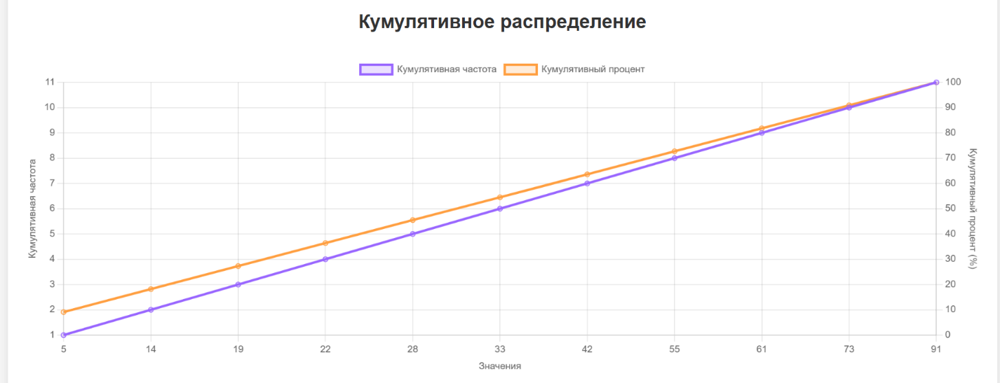 Кумулятивное распределение
Кумулятивная частота Кумулятивный процент
11 100
10 90
9 80
8 70
7 60
6 50
5 40
4 30
3 20
2 10
1 0
Кумулятивная частота
Кумулятивный процент (%)
5 14 19 22 28 33 42 55 61 73 91
Значения